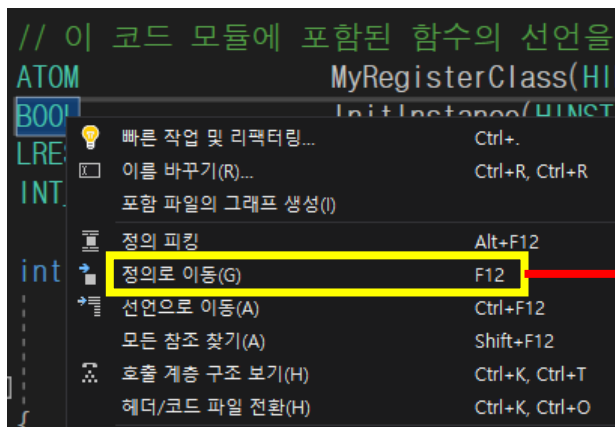 // 이 코드 모듈에 포함된 함수의 선언을
ATOM MyRegisterClass(HI
BOOL InitInstance(HINST
LRES
빠른 작업 및 리팩터링... Ctrl+.
이름 바꾸기(R)... Ctrl+R, Ctrl+R
INT_
포함 파일의 그래프 생성(I)
정의 피킹 Alt+F12
int
정의로 이동(G) F12
선언으로 이동(A) Ctrl+F12
모든 참조 찾기(A) Shift+F12
호출 계층 구조 보기(H) Ctrl+K, Ctrl+T
헤더/코드 파일 전환(H) Ctrl+K, Ctrl+O
{